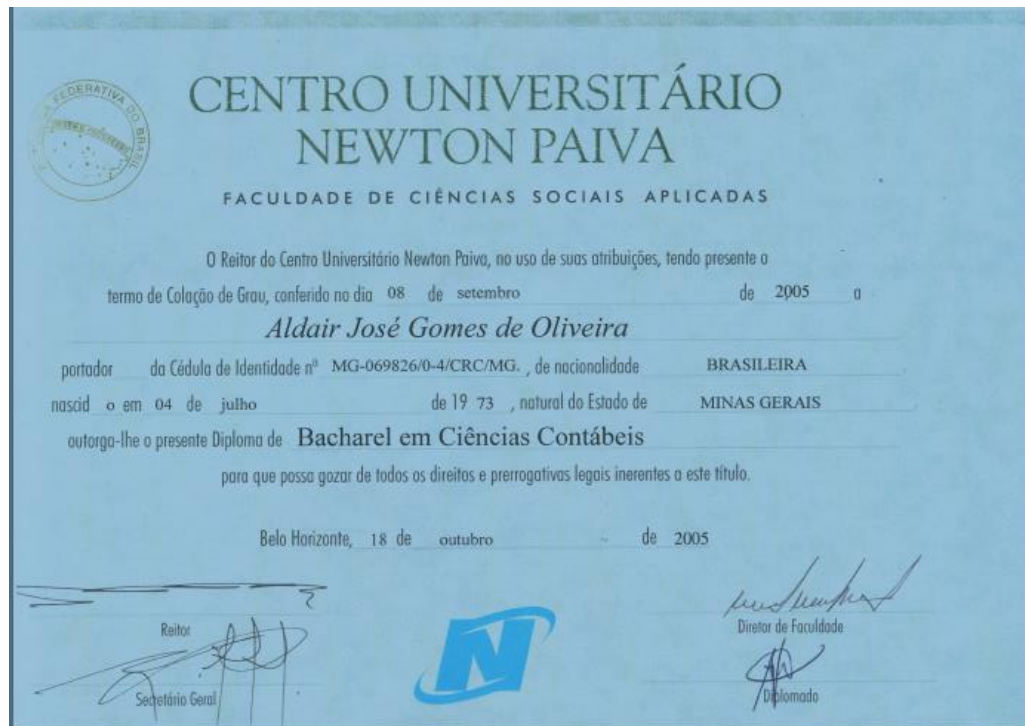 CENTRO UNIVERSITÁRIO
NEWTON PAIVA
FACULDADE DE CIÊNCIAS SOCIAIS APLICADAS
O Reitor do Centro Universitário Newton Paiva, no uso de suas atribuições, tendo presente o
termo de Colação de Grau, conferido no dia 08 de setembro de 2005 a
Aldair José Gomes de Oliveira
portador da Cédula de Identidade nº MG-069826/0-4/CRC/MG. , de nacionalidade BRASILEIRA
nascid o em 04 de julho de 19 73 , natural do Estado de MINAS GERAIS
outorga-lhe o presente Diploma de Bacharel em Ciências Contábeis
para que possa gozar de todos os direitos e prerrogativas legais inerentes a este título.
Belo Horizonte, 18 de outubro de 2005
Reitor
Diretor de Faculdade
Secretário Geral
Diplomado
N